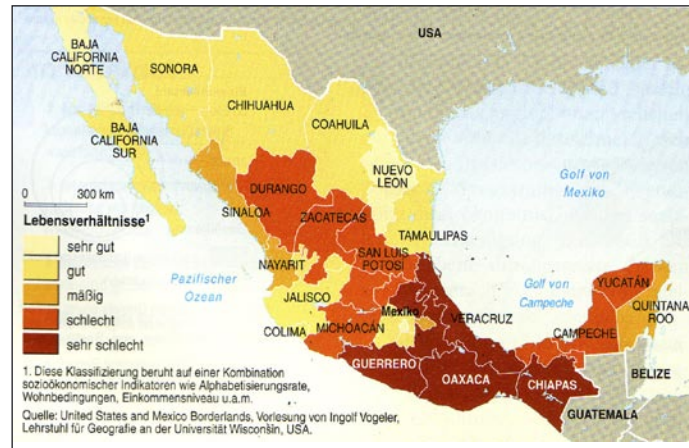 USA
BAJA
CALIFORNIA
NORTE
SONORA
CHIHUAHUA
COAHUILA
BAJA
CALIFORNIA
SUR
NUEVO
LEON
Golf von
Mexiko
0 300 km
DURANGO
SINALOA
ZACATECAS
TAMAULIPAS
Lebensverhältnisse¹
sehr gut
gut
mäßig
schlecht
sehr schlecht
SAN LUIS
POTOSÍ
NAYARIT
Pazifischer
Ozean
JALISCO
COLIMA
MICHOACÁN
Mexiko
VERACRUZ
Golf von
Campeche
YUCATÁN
QUINTANA
ROO
CAMPECHE
GUERRERO
OAXACA
CHIAPAS
BELIZE
GUATEMALA
1. Diese Klassifizierung beruht auf einer Kombination
sozioökonomischer Indikatoren wie Alphabetisierungsrate,
Wohnbedingungen, Einkommensniveau u.a.m.
Quelle: United States and Mexico Borderlands, Vorlesung von Ingolf Vogeler,
Lehrstuhl für Geografie an der Universität Wisconsin, USA.